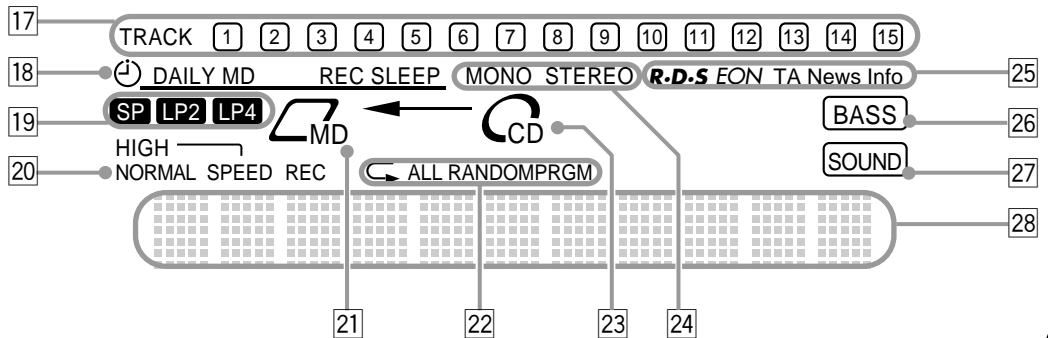 17 TRACK 1 2 3 4 5 6 7 8 9 10 11 12 13 14 15
18 DAILY MD REC SLEEP MONO STEREO R·D·S EON TA News Info 25
19 SP LP2 LP4 MD CD BASS 26
HIGH
20 NORMAL SPEED REC ALL RANDOMPRGM SOUND 27
28
21 22 23 24